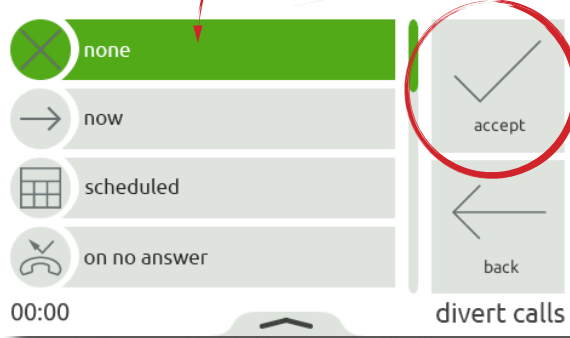 none
now
scheduled
on no answer
accept
back
00:00
divert calls